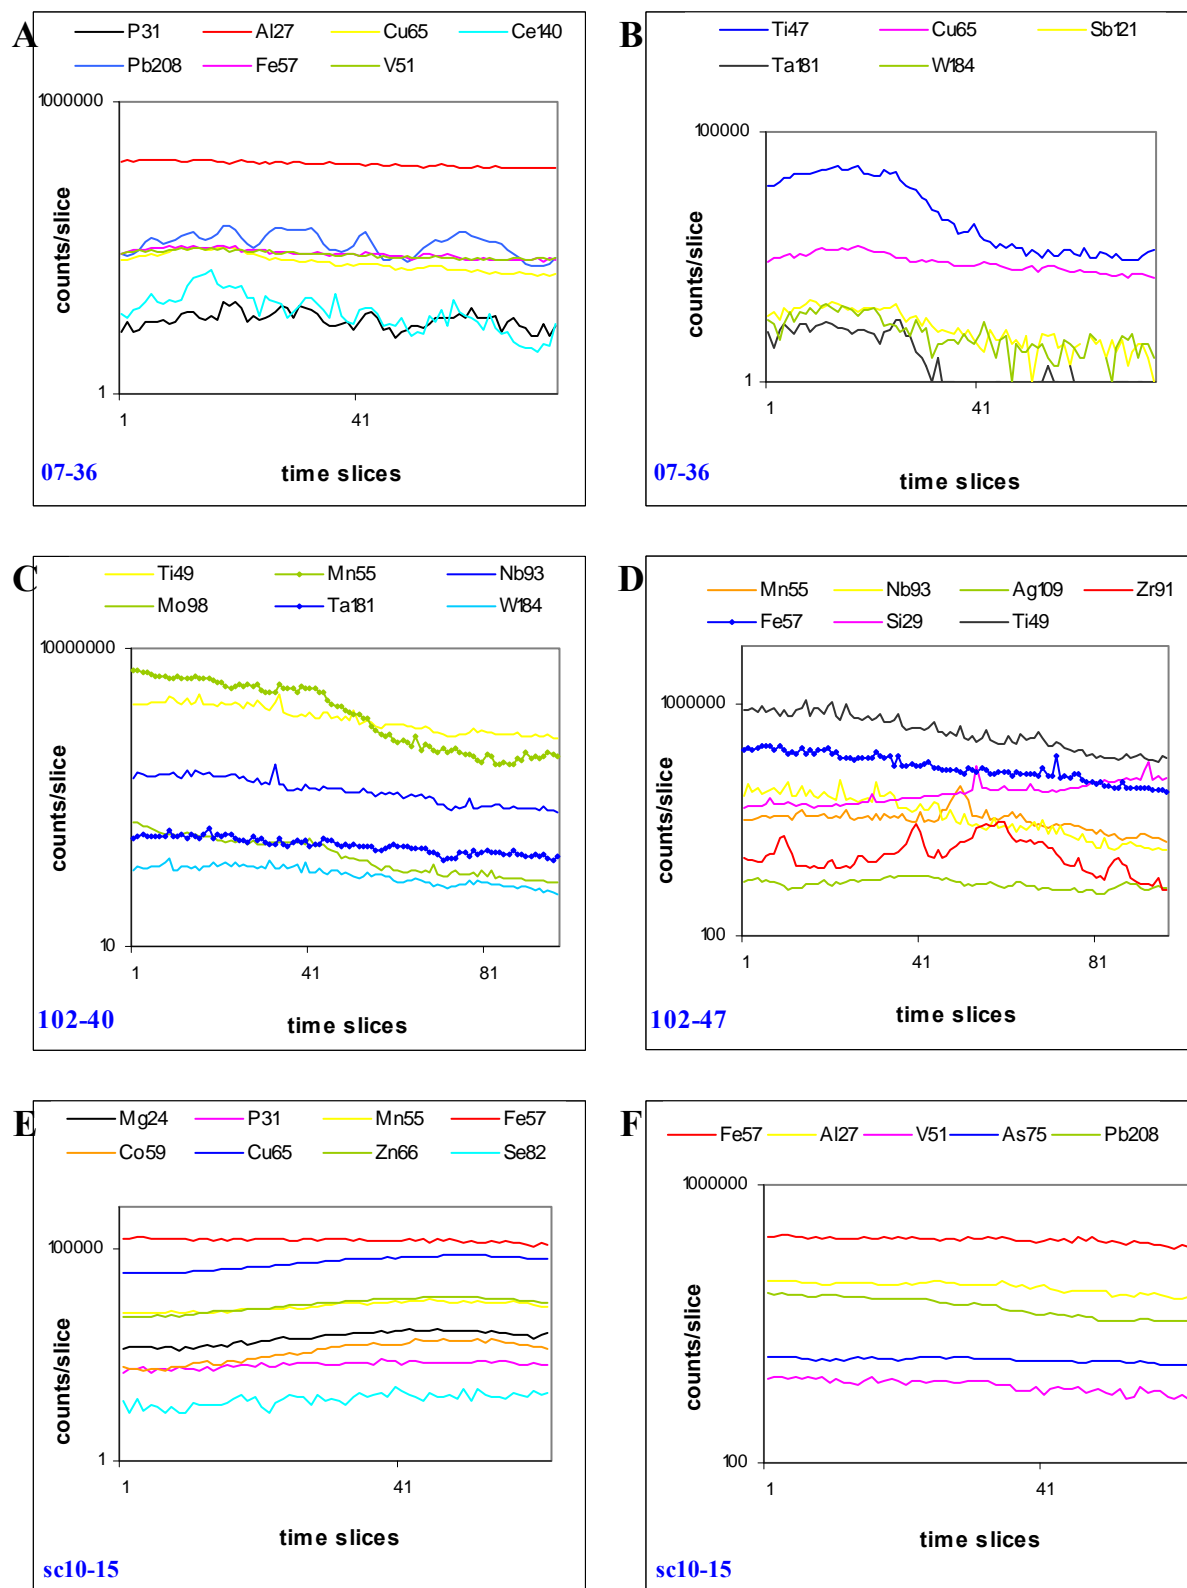 A
P31 Al27 Cu65 Ce140
Pb208 Fe57 V51
1000000
counts/slice
1
1 41
time slices
07-36
B
Ti47 Cu65 Sb121
Ta181 W184
100000
counts/slice
1
1 41
time slices
07-36
C
Ti49 Mn55 Nb93
Mo98 Ta181 W184
10000000
counts/slice
10
1 41 81
time slices
102-40
D
Mn55 Nb93 Ag109 Zr91
Fe57 Si29 Ti49
1000000
counts/slice
100
1 41 81
time slices
102-47
E
Mg24 P31 Mn55 Fe57
Co59 Cu65 Zn66 Se82
100000
counts/slice
1
1 41
time slices
sc10-15
F
Fe57 Al27 V51 As75 Pb208
1000000
counts/slice
100
1 41
time slices
sc10-15